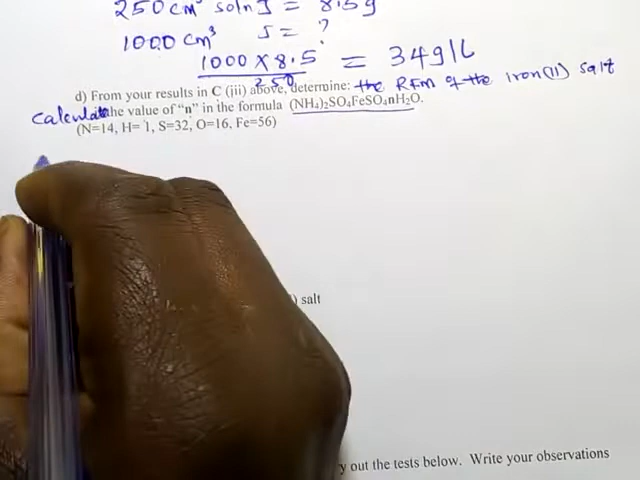 250 cm³ soln J = 8.5g
1000 cm³ J = ?
1000 × 8.5 = 34g/L
250
d) From your results in C (iii) above, determine: the RFM of the iron(II) salt
Calculate the value of "n" in the formula (NH₄)₂SO₄FeSO₄nH₂O.
(N=14, H= 1, S=32, O=16, Fe=56)
) salt
y out the tests below. Write your observations